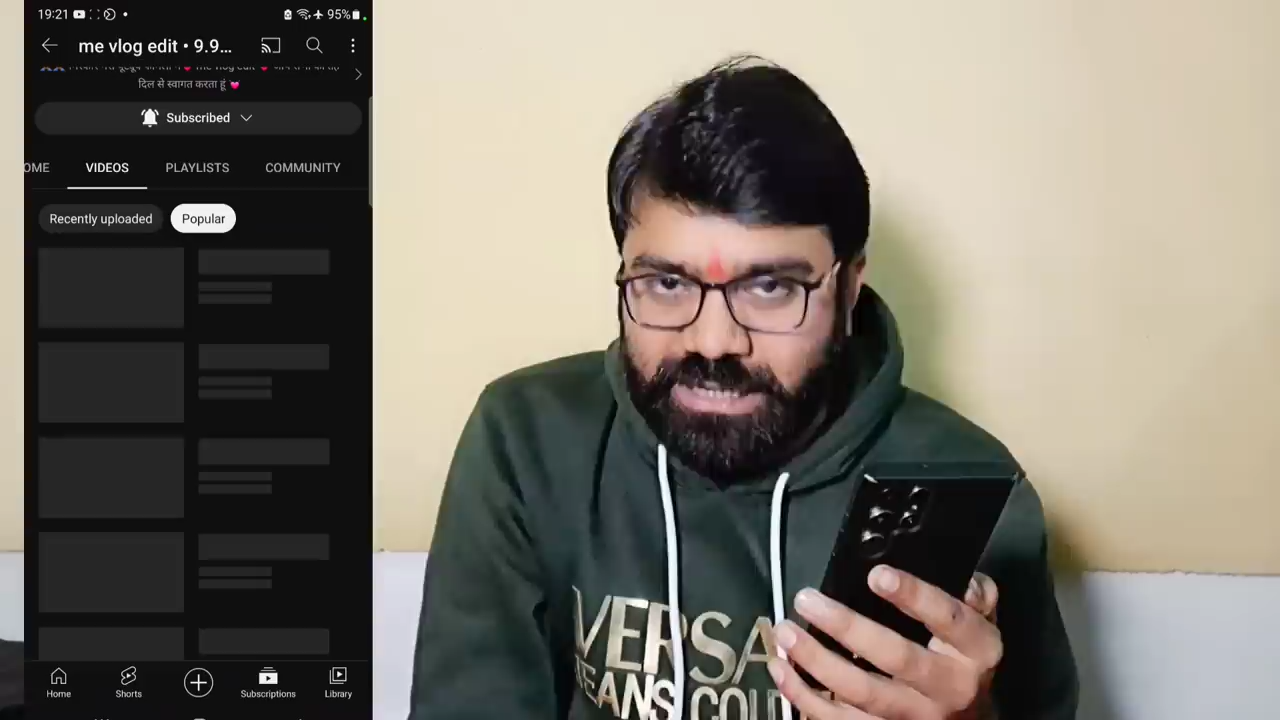 19:21
95%
me vlog edit • 9.9...
दिल से स्वागत करता हूं 💓
Subscribed
OME VIDEOS PLAYLISTS COMMUNITY
Recently uploaded Popular
Home Shorts Subscriptions Library
VERSA
JEANS COU